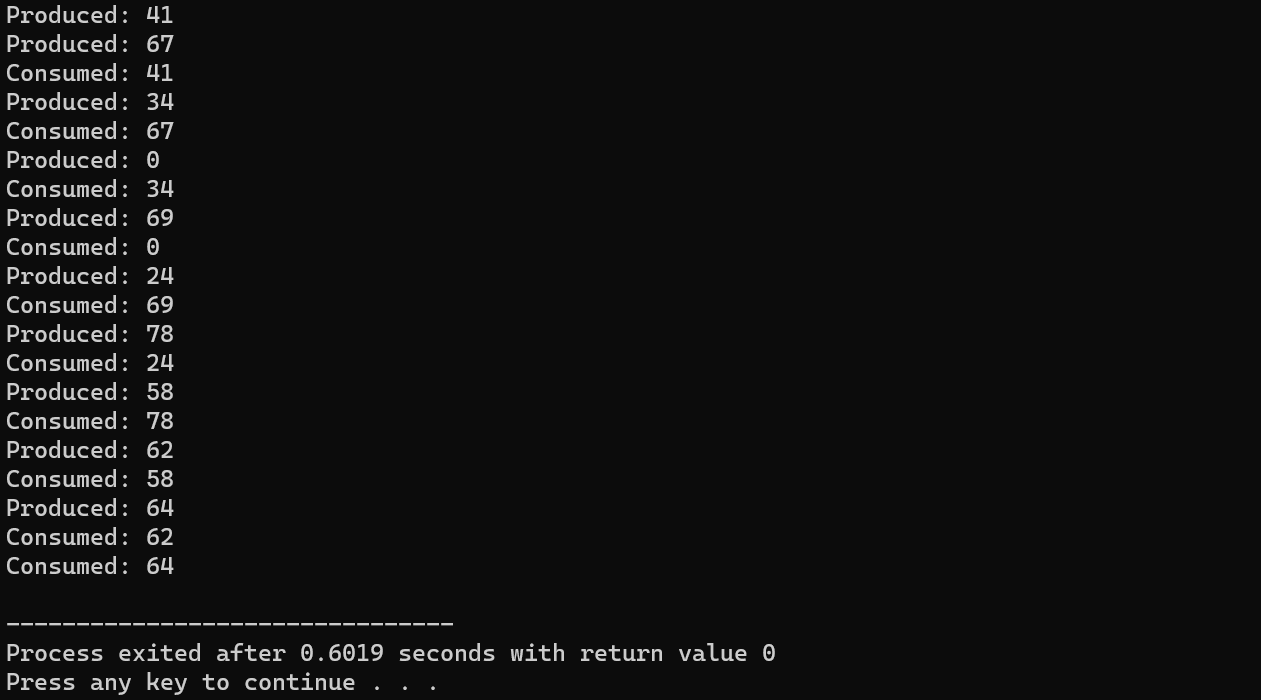 Produced: 41
Produced: 67
Consumed: 41
Produced: 34
Consumed: 67
Produced: 0
Consumed: 34
Produced: 69
Consumed: 0
Produced: 24
Consumed: 69
Produced: 78
Consumed: 24
Produced: 58
Consumed: 78
Produced: 62
Consumed: 58
Produced: 64
Consumed: 62
Consumed: 64
--------------------------------
Process exited after 0.6019 seconds with return value 0
Press any key to continue . . .